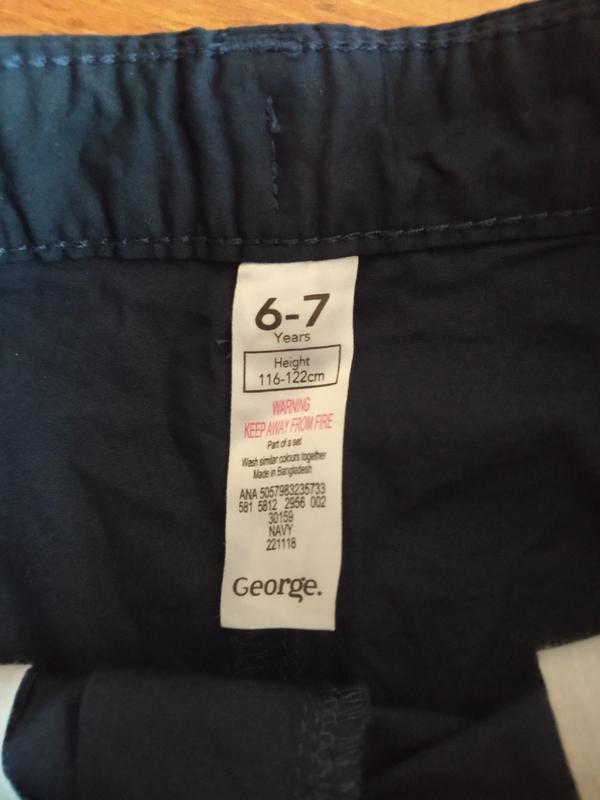 6-7
Years
Height
116-122cm
WARNING
KEEP AWAY FROM FIRE
Part of a set
Wash similar colours together
Made in Bangladesh
ANA 5057983235733
581 5812 2956 002
30159
NAVY
221118
George.